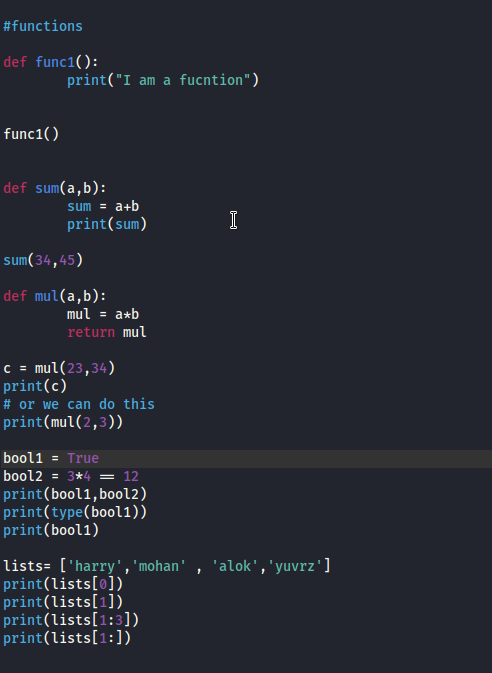 #functions
def func1():
print("I am a fucntion")
func1()
def sum(a,b):
sum = a+b
print(sum)
sum(34,45)
def mul(a,b):
mul = a*b
return mul
c = mul(23,34)
print(c)
# or we can do this
print(mul(2,3))
bool1 = True
bool2 = 3*4 == 12
print(bool1,bool2)
print(type(bool1))
print(bool1)
lists= ['harry','mohan' , 'alok','yuvrz']
print(lists[0])
print(lists[1])
print(lists[1:3])
print(lists[1:])